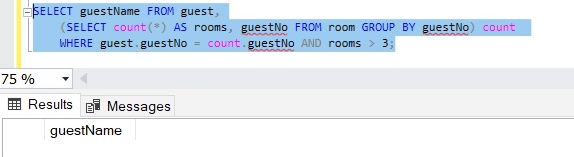 SELECT guestName FROM guest,
(SELECT count(*) AS rooms, guestNo FROM room GROUP BY guestNo) count
WHERE guest.guestNo = count.guestNo AND rooms > 3;
75 %
Results Messages
guestName